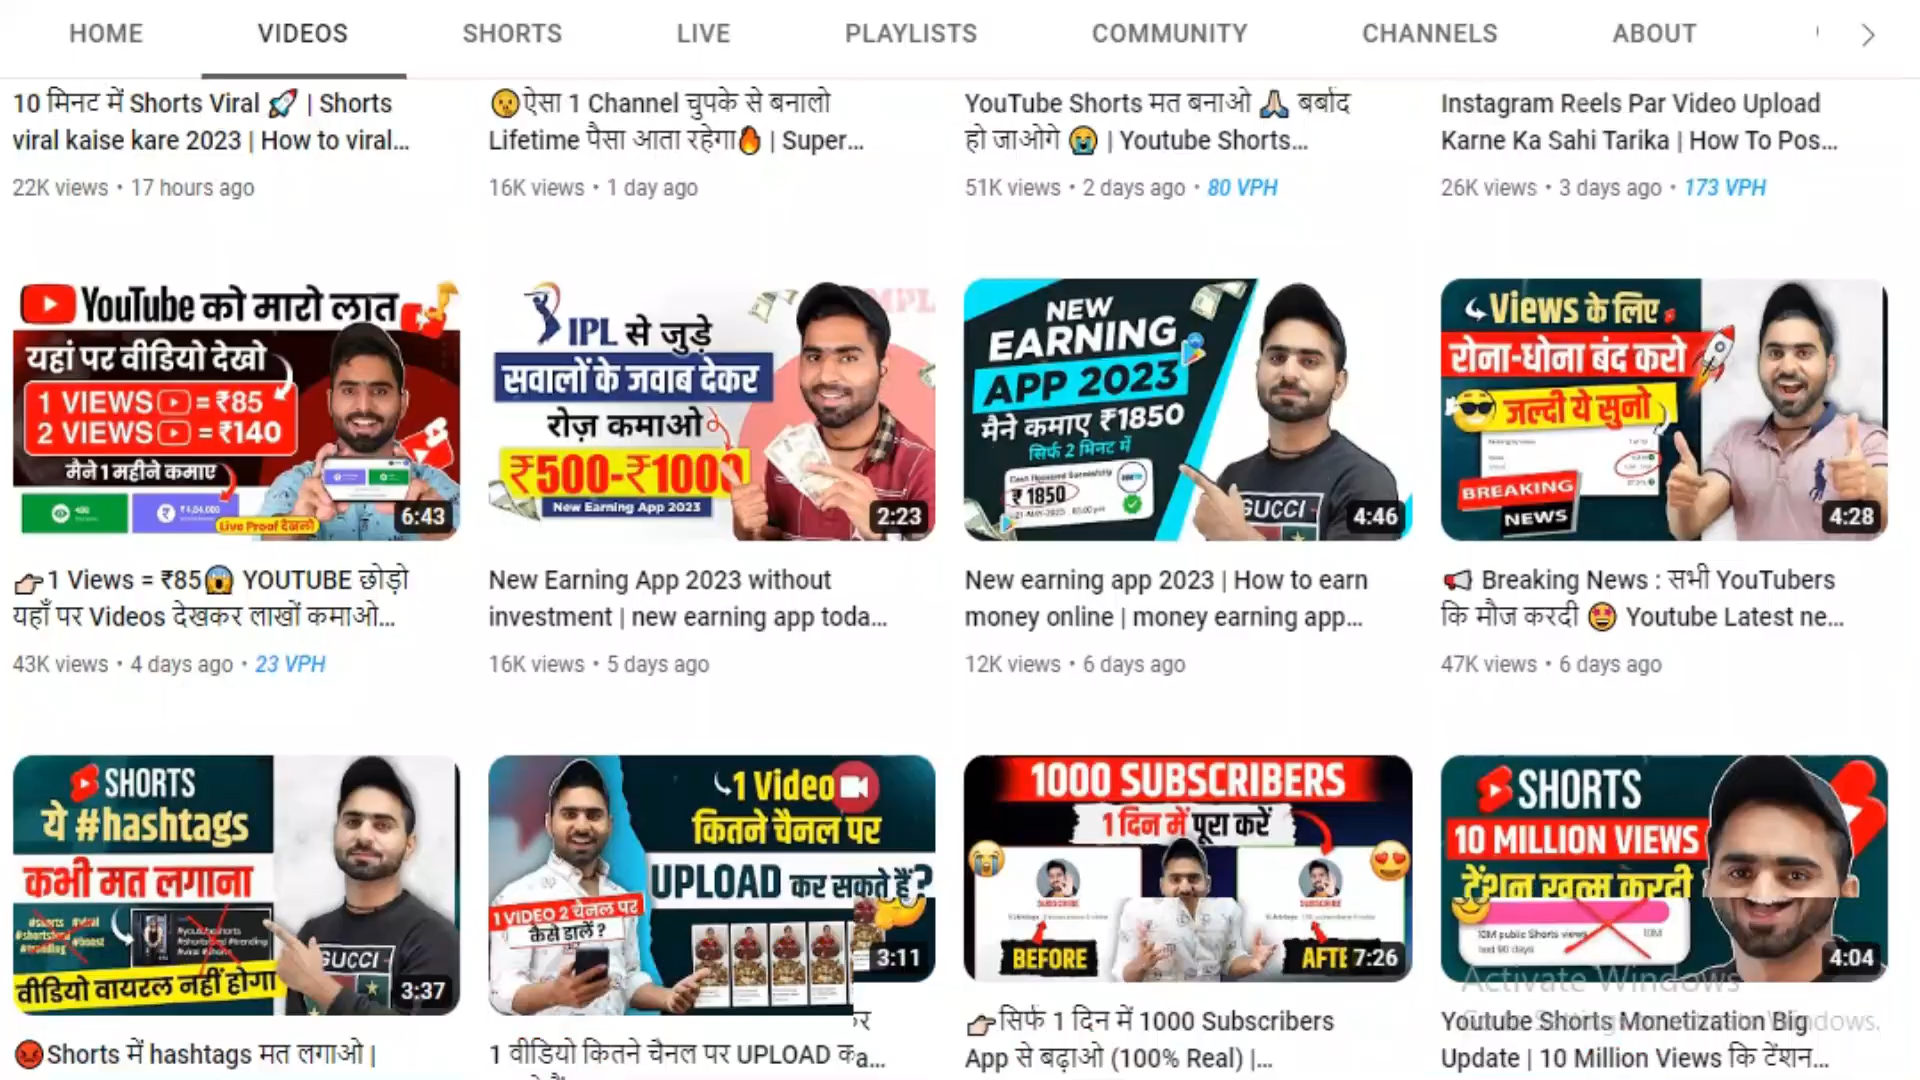 HOME VIDEOS SHORTS LIVE PLAYLISTS COMMUNITY CHANNELS ABOUT
10 मिनट में Shorts Viral 🚀 | Shorts
viral kaise kare 2023 | How to viral...
22K views • 17 hours ago
😗ऐसा 1 Channel चुपके से बनालो
Lifetime पैसा आता रहेगा🔥 | Super...
16K views • 1 day ago
YouTube Shorts मत बनाओ 🙏🏻 बर्बाद
हो जाओगे 😭 | Youtube Shorts...
51K views • 2 days ago • 80 VPH
Instagram Reels Par Video Upload
Karne Ka Sahi Tarika | How To Pos...
26K views • 3 days ago • 173 VPH
YouTube को मारो लात
यहां पर वीडियो देखो
1 VIEWS = ₹85
2 VIEWS = ₹140
मैने 1 महीने कमाए
Live Proof देखलो
6:43
👉🏻1 Views = ₹85😱 YOUTUBE छोड़ो
यहाँ पर Videos देखकर लाखों कमाओ...
43K views • 4 days ago • 23 VPH
MPL
IPL से जुड़े
सवालों के जवाब देकर
रोज़ कमाओ
₹500-₹1000
New Earning App 2023
2:23
New Earning App 2023 without
investment | new earning app toda...
16K views • 5 days ago
NEW
EARNING
APP 2023
मैने कमाए ₹1850
सिर्फ 2 मिनट में
₹ 1850
GUCCI
4:46
New earning app 2023 | How to earn
money online | money earning app...
12K views • 6 days ago
Views के लिए
रोना-धोना बंद करो
जल्दी ये सुनो
BREAKING
NEWS
4:28
📢 Breaking News : सभी YouTubers
कि मौज करदी 🤩 Youtube Latest ne...
47K views • 6 days ago
SHORTS
ये #hashtags
कभी मत लगाना
GUCCI
वीडियो वायरल नहीं होगा
3:37
😡Shorts में hashtags मत लगाओ |
1 Video
कितने चैनल पर
UPLOAD कर सकते हैं?
1 VIDEO 2 चैनल पर
कैसे डालें ?
3:11
1 वीडियो कितने चैनल पर UPLOAD
1000 SUBSCRIBERS
1 दिन में पूरा करें
SUBSCRIBE
SUBSCRIBE
BEFORE
AFTE
7:26
👉🏻सिर्फ 1 दिन में 1000 Subscribers
App से बढ़ाओ (100% Real) |...
SHORTS
10 MILLION VIEWS
टेंशन खत्म करदी
10M public Shorts views
last 90 days
10M
4:04
Activate Windows
Youtube Shorts Monetization Big
Update | 10 Million Views कि टेंशन...